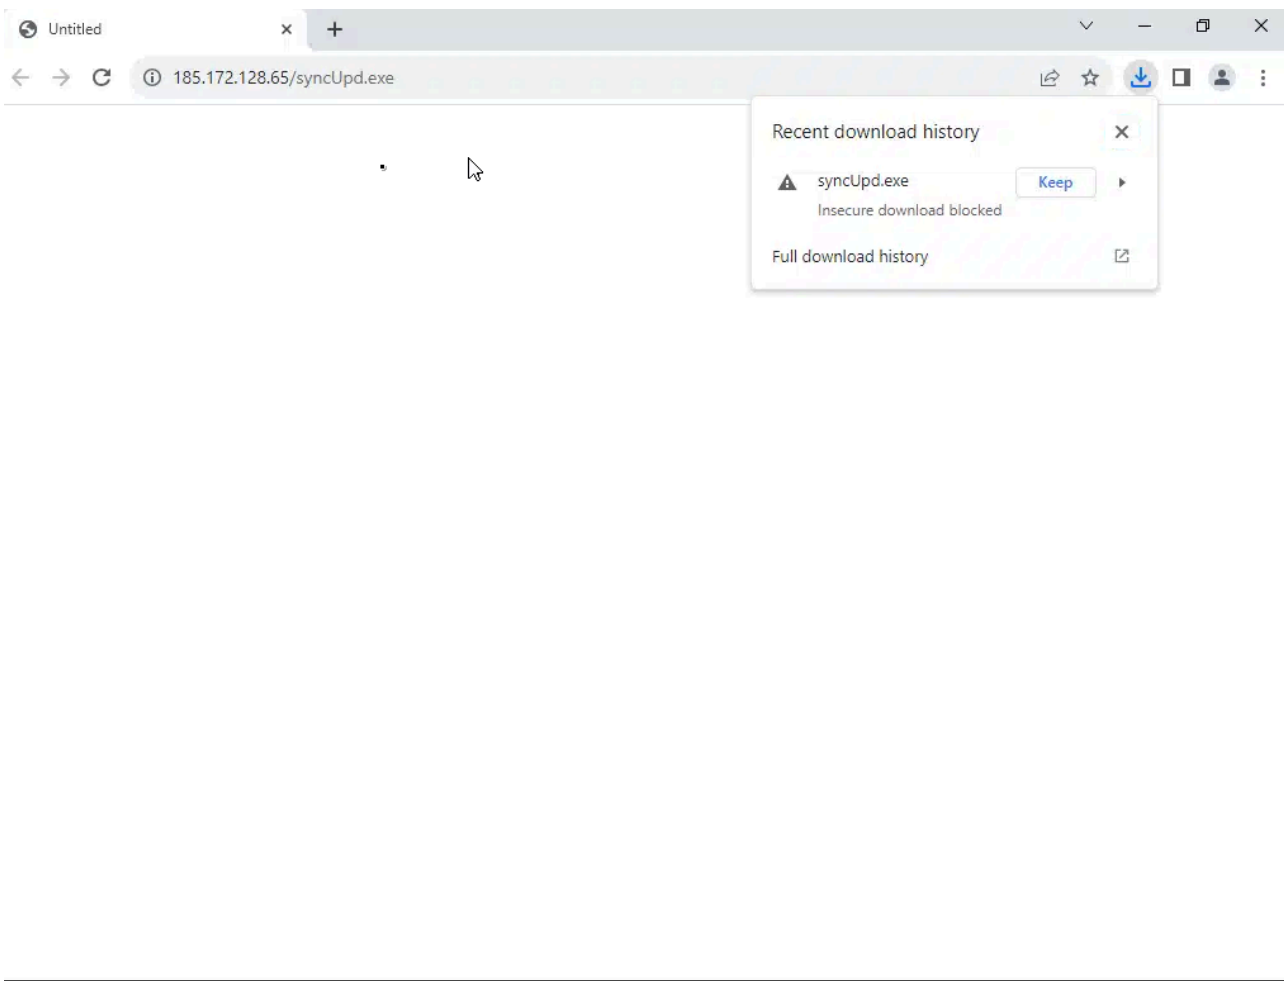 Untitled
185.172.128.65/syncUpd.exe
Recent download history
syncUpd.exe
Keep
Insecure download blocked
Full download history